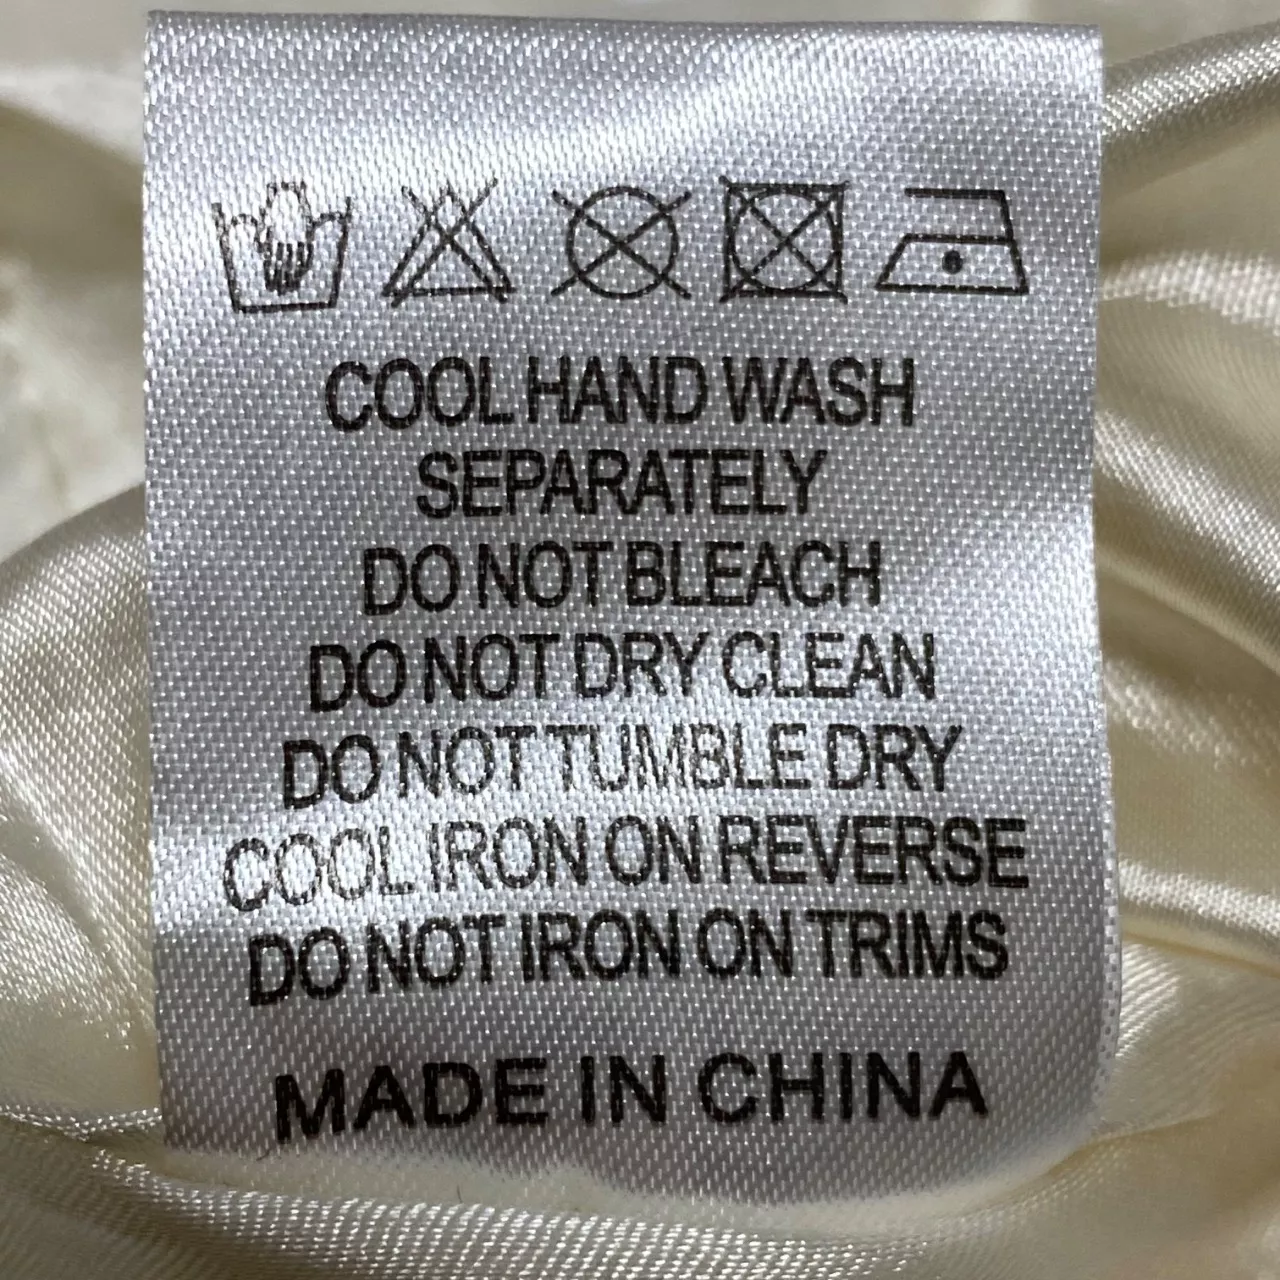 COOL HAND WASH
SEPARATELY
DO NOT BLEACH
DO NOT DRY CLEAN
DO NOT TUMBLE DRY
COOL IRON ON REVERSE
DO NOT IRON ON TRIMS
MADE IN CHINA